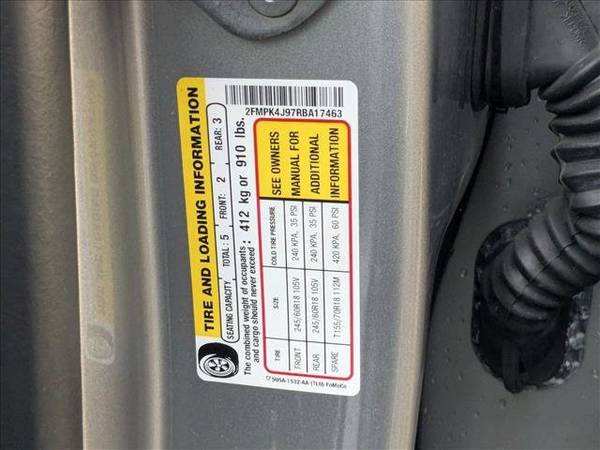 2FMPK4J97RBA17463
TIRE AND LOADING INFORMATION
SEATING CAPACITY TOTAL: 5 FRONT: 2 REAR: 3
The combined weight of occupants and cargo should never exceed: 412 kg or 910 lbs.
TIRE SIZE COLD TIRE PRESSURE SEE OWNERS
FRONT 245/60R18 105V 240 KPA, 35 PSI MANUAL FOR
REAR 245/60R18 105V 240 KPA, 35 PSI ADDITIONAL
SPARE T155/70R18 112M 420 KPA, 60 PSI INFORMATION
1532-AA (TLB) FoMoCo